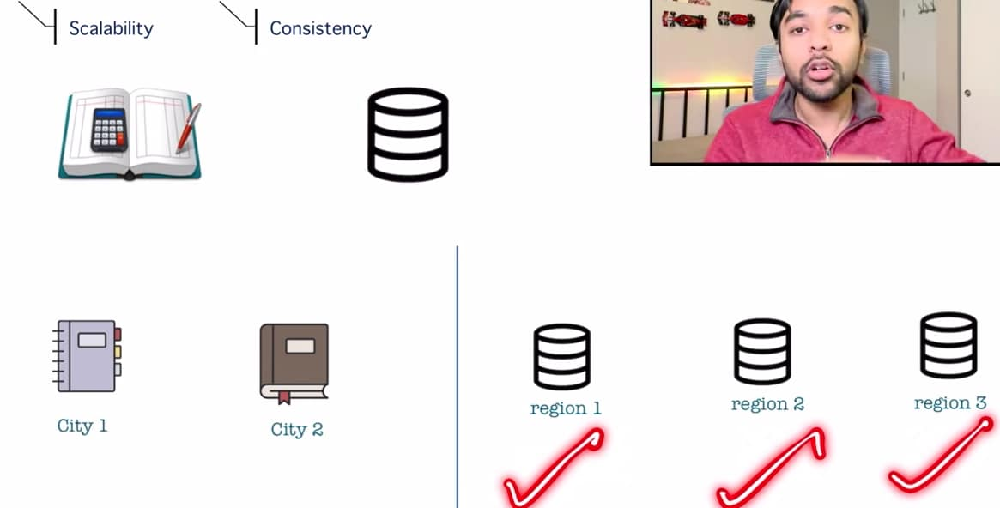 Scalability
Consistency
City 1
City 2
region 1
region 2
region 3